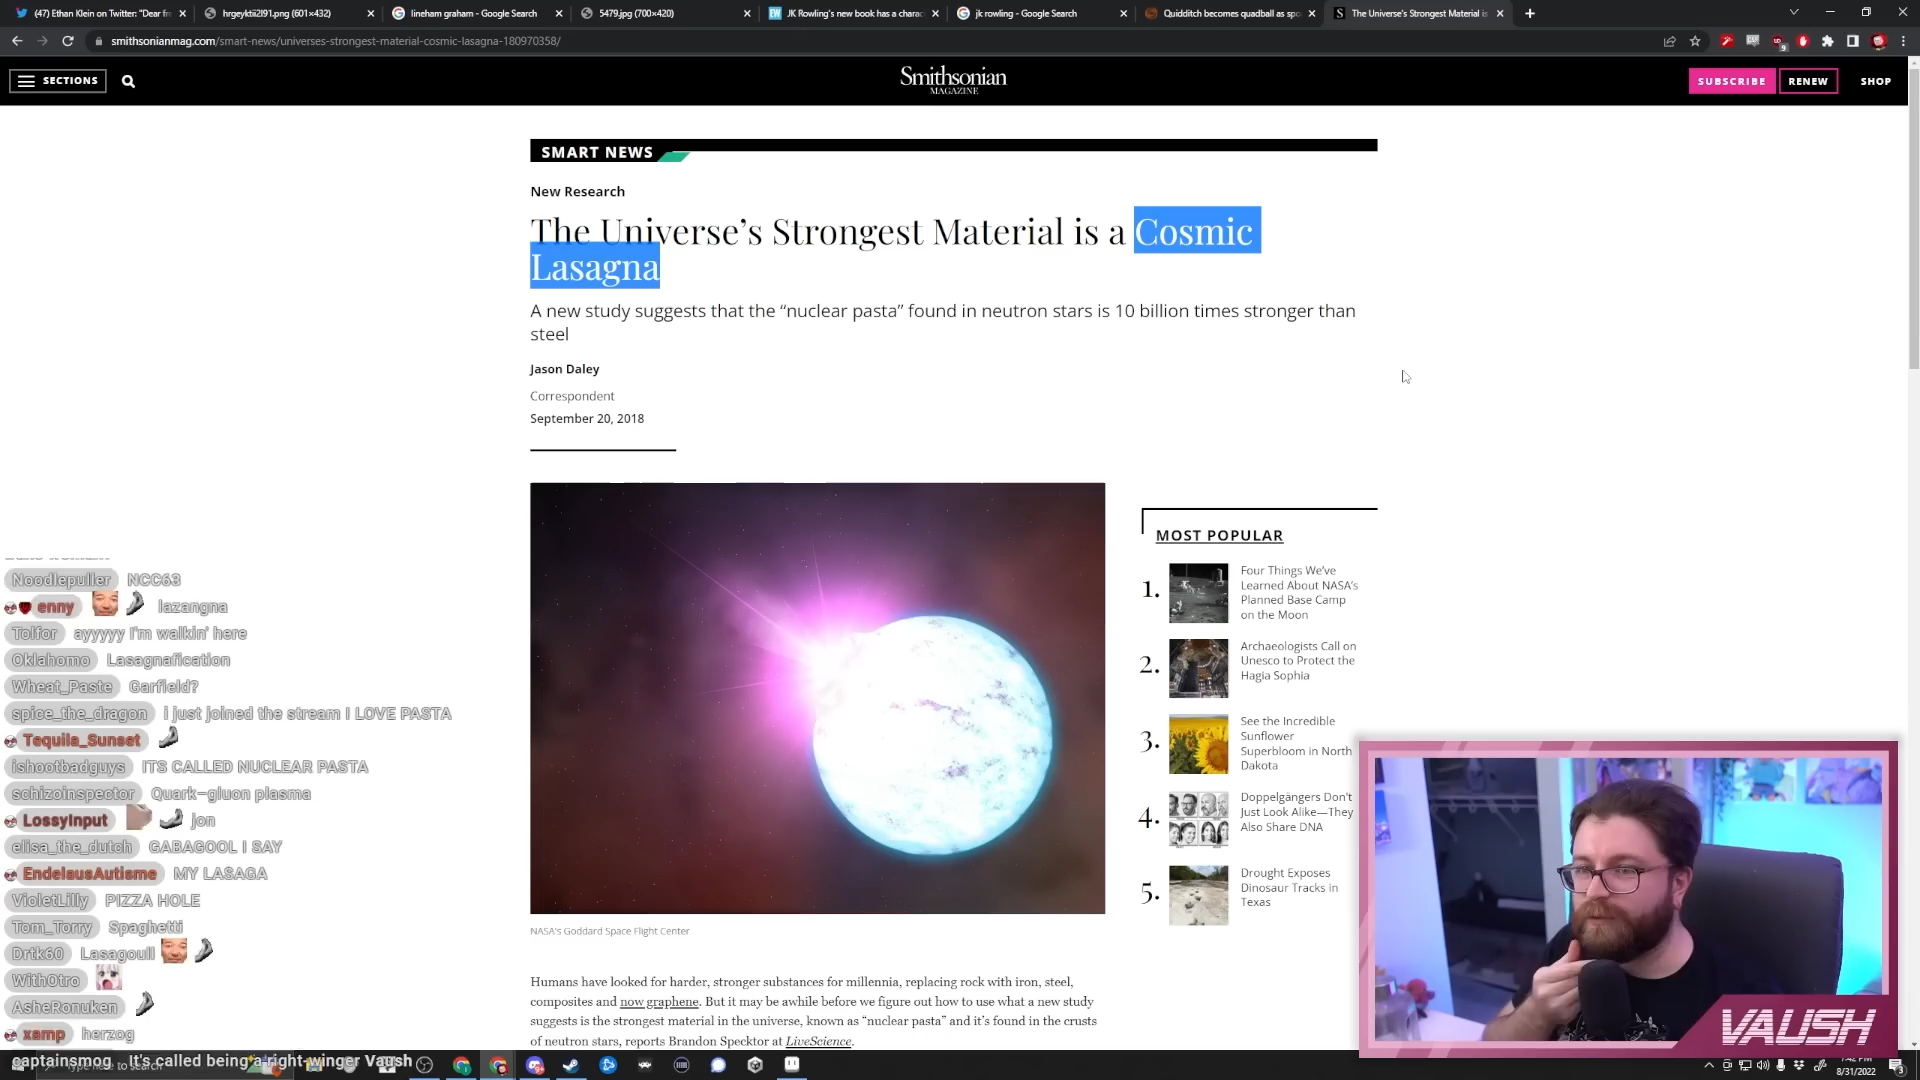 (47) Ethan Klein on Twitter: "Dear fr
hrgeyktii2l91.png (601×432)
lineham graham - Google Search
5479.jpg (700×420)
JK Rowling's new book has a charac
jk rowling - Google Search
Quidditch becomes quadball as spo
The Universe's Strongest Material is
smithsonianmag.com/smart-news/universes-strongest-material-cosmic-lasagna-180970358/
SECTIONS
Smithsonian
MAGAZINE
SUBSCRIBE
RENEW
SHOP
SMART NEWS
New Research
The Universe's Strongest Material is a Cosmic
Lasagna
A new study suggests that the “nuclear pasta” found in neutron stars is 10 billion times stronger than
steel
Jason Daley
Correspondent
September 20, 2018
NASA's Goddard Space Flight Center
Humans have looked for harder, stronger substances for millennia, replacing rock with iron, steel,
composites and now graphene. But it may be awhile before we figure out how to use what a new study
suggests is the strongest material in the universe, known as “nuclear pasta” and it's found in the crusts
of neutron stars, reports Brandon Specktor at LiveScience.
MOST POPULAR
1.
Four Things We've
Learned About NASA's
Planned Base Camp
on the Moon
2.
Archaeologists Call on
Unesco to Protect the
Hagia Sophia
3.
See the Incredible
Sunflower
Superbloom in North
Dakota
4.
Doppelgängers Don't
Just Look Alike—They
Also Share DNA
5.
Drought Exposes
Dinosaur Tracks in
Texas
Noodlepuller NCC63
enny lazangna
Tolfor ayyyyy I'm walkin' here
Oklahomo Lasagnafication
Wheat_Paste Garfield?
spice_the_dragon i just joined the stream I LOVE PASTA
Tequila_Sunset
ishootbadguys ITS CALLED NUCLEAR PASTA
schizoinspector Quark-gluon plasma
LossyInput jon
elisa_the_dutch GABAGOOL I SAY
EndelausAutisme MY LASAGA
VioletLilly PIZZA HOLE
Tom_Torry Spaghetti
Drtk60 Lasagoull
WithOtro
AsheRonuken
xamp herzog
captainsmog It's called being a right-winger Vaush
Type here to search
VAUSH
7:42 PM
8/31/2022